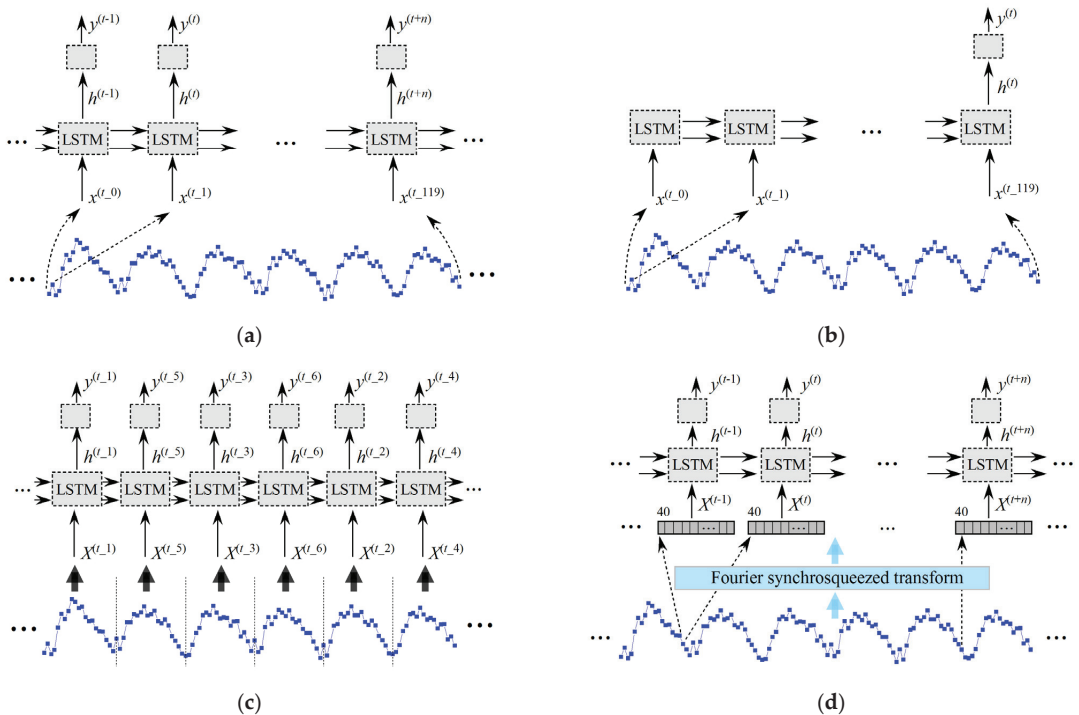 y(t-1) y(t) y(t+n)
h(t-1) h(t) h(t+n)
... LSTM LSTM ... LSTM ...
x(t_0) x(t_1) x(t_119)
... ...
(a)
y(t)
h(t)
LSTM LSTM ... LSTM
x(t_0) x(t_1) x(t_119)
... ...
(b)
y(t_1) y(t_5) y(t_3) y(t_6) y(t_2) y(t_4)
h(t_1) h(t_5) h(t_3) h(t_6) h(t_2) h(t_4)
... LSTM LSTM LSTM LSTM LSTM LSTM ...
X(t_1) X(t_5) X(t_3) X(t_6) X(t_2) X(t_4)
... ...
(c)
y(t-1) y(t) y(t+n)
h(t-1) h(t) h(t+n)
... LSTM LSTM ... LSTM ...
X(t-1) X(t) X(t+n)
40 40 40
... ... ... ... ... ...
Fourier synchrosqueezed transform
... ...
(d)